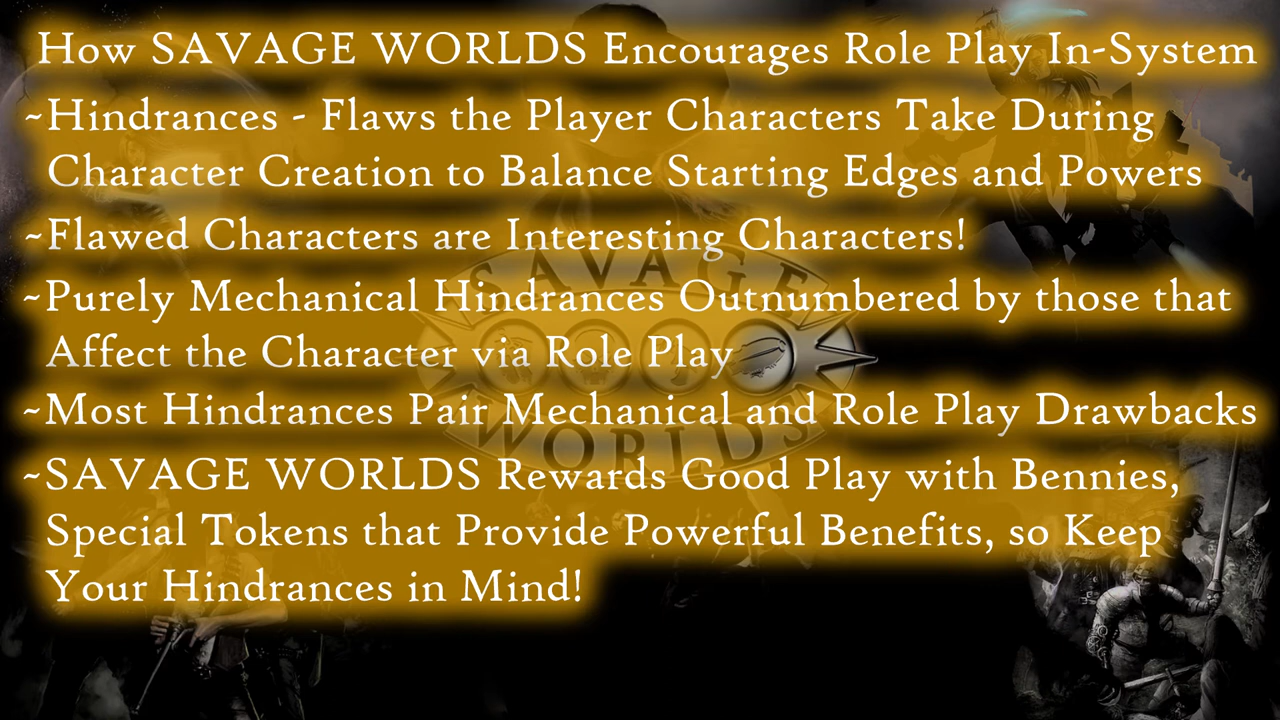 How SAVAGE WORLDS Encourages Role Play In-System
~Hindrances - Flaws the Player Characters Take During
Character Creation to Balance Starting Edges and Powers
~Flawed Characters are Interesting Characters!
SAVAGE
~Purely Mechanical Hindrances Outnumbered by those that
Affect the Character via Role Play
~Most Hindrances Pair Mechanical and Role Play Drawbacks
WORLDS
~SAVAGE WORLDS Rewards Good Play with Bennies,
Special Tokens that Provide Powerful Benefits, so Keep
Your Hindrances in Mind!